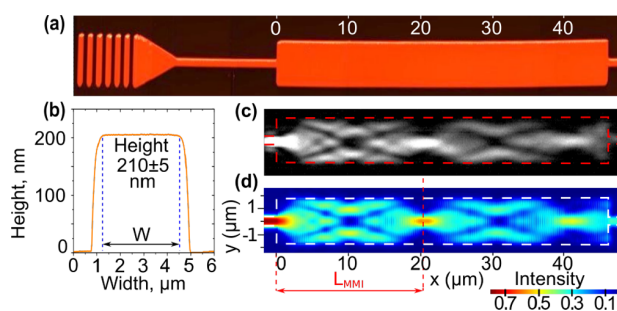 (a)
0 10 20 30 40
(b)
200
100
0
Height, nm
Height
210±5
nm
W
0 1 2 3 4 5 6
Width, µm
(c)
(d)
1
-1
y (µm)
0 10 20 30 40
L_MMI
x (µm)
Intensity
0.7 0.5 0.3 0.1